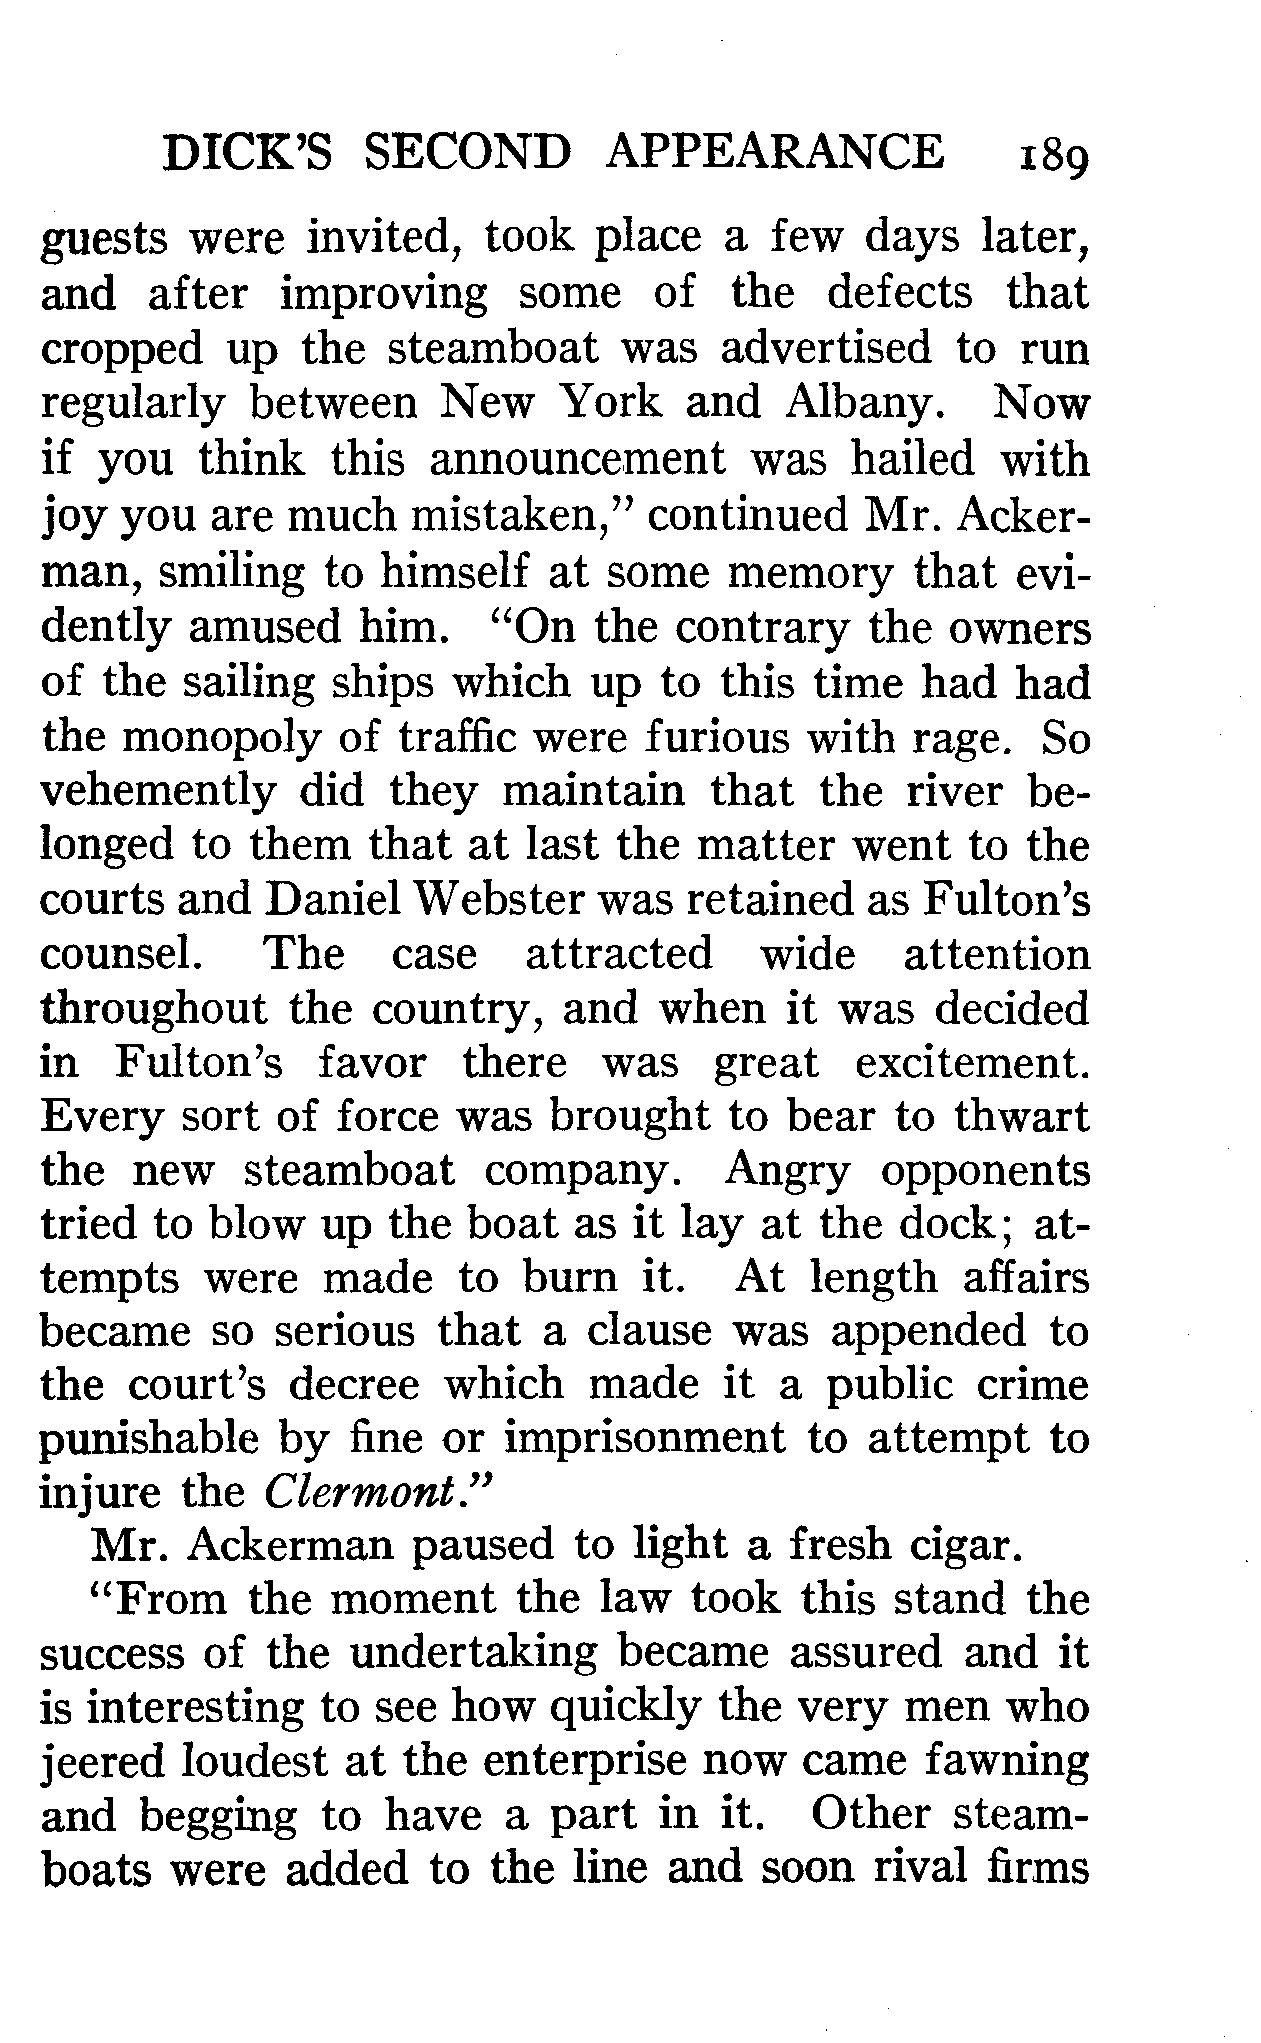 DICK'S SECOND APPEARANCE 189
guests were invited, took place a few days later,
and after improving some of the defects that
cropped up the steamboat was advertised to run
regularly between New York and Albany. Now
if you think this announcement was hailed with
joy you are much mistaken,” continued Mr. Acker-
man, smiling to himself at some memory that evi-
dently amused him. “On the contrary the owners
of the sailing ships which up to this time had had
the monopoly of traffic were furious with rage. So
vehemently did they maintain that the river be-
longed to them that at last the matter went to the
courts and Daniel Webster was retained as Fulton's
counsel. The case attracted wide attention
throughout the country, and when it was decided
in Fulton's favor there was great excitement.
Every sort of force was brought to bear to thwart
the new steamboat company. Angry opponents
tried to blow up the boat as it lay at the dock; at-
tempts were made to burn it. At length affairs
became so serious that a clause was appended to
the court's decree which made it a public crime
punishable by fine or imprisonment to attempt to
injure the Clermont.”
Mr. Ackerman paused to light a fresh cigar.
“From the moment the law took this stand the
success of the undertaking became assured and it
is interesting to see how quickly the very men who
jeered loudest at the enterprise now came fawning
and begging to have a part in it. Other steam-
boats were added to the line and soon rival firms